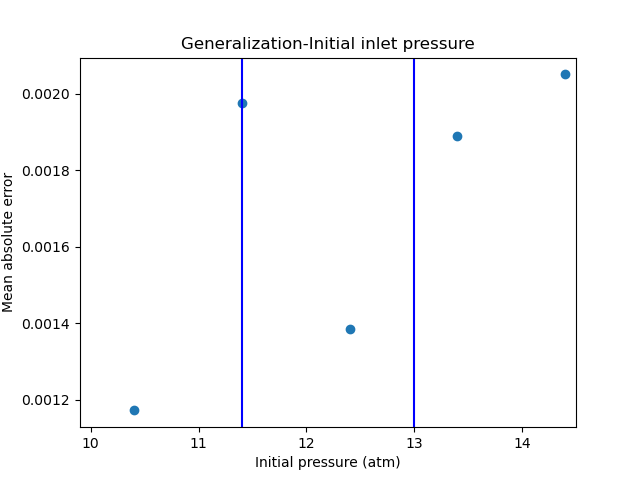 Generalization-Initial inlet pressure
Mean absolute error
0.0020
0.0018
0.0016
0.0014
0.0012
10 11 12 13 14
Initial pressure (atm)